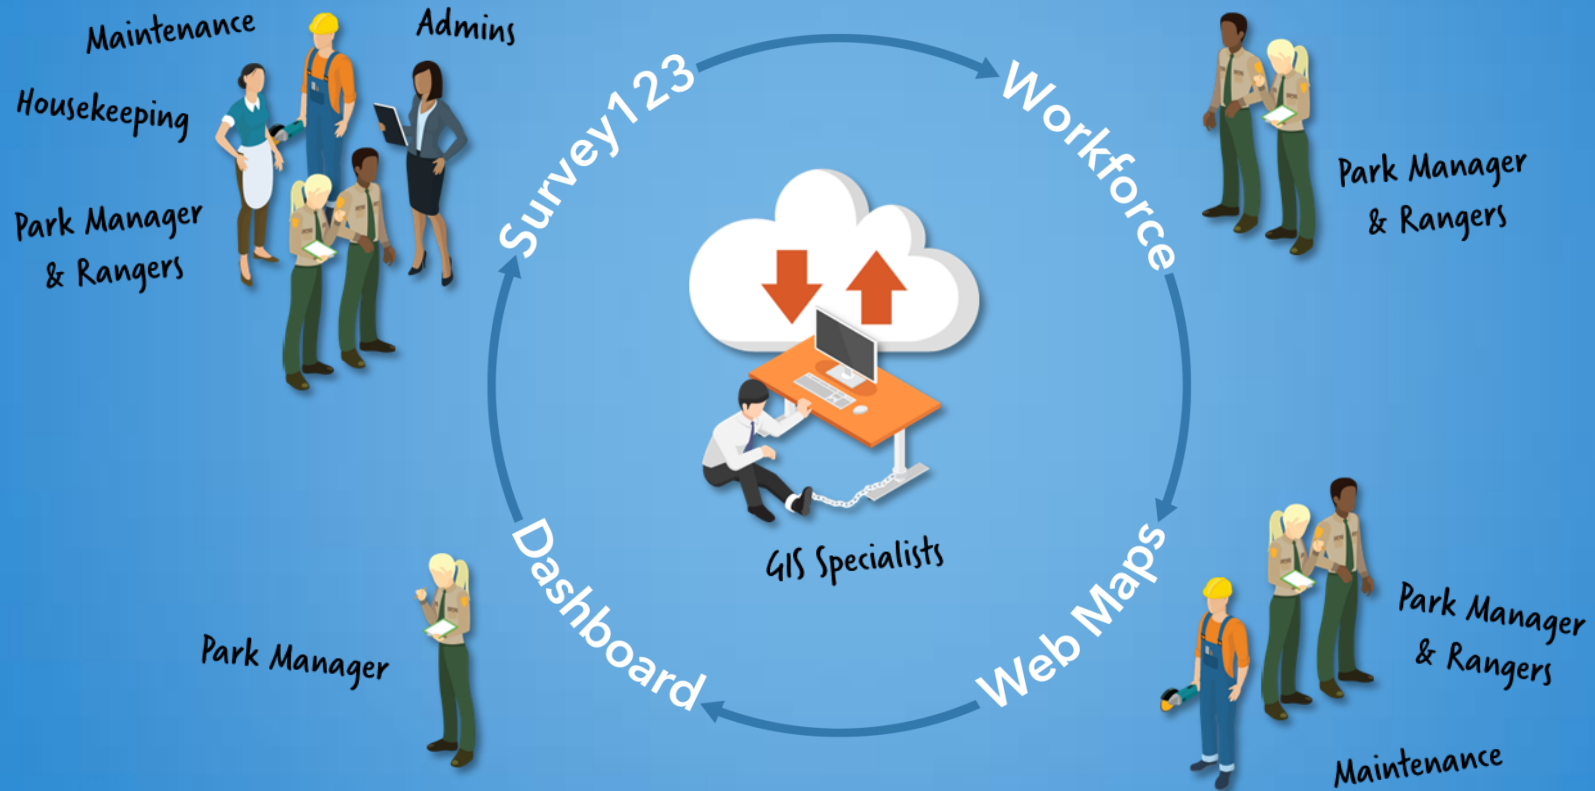 Maintenance
Admins
Housekeeping
Park Manager
& Rangers
Survey123
Workforce
Park Manager
& Rangers
GIS Specialists
Dashboard
Web Maps
Park Manager
Park Manager
& Rangers
Maintenance